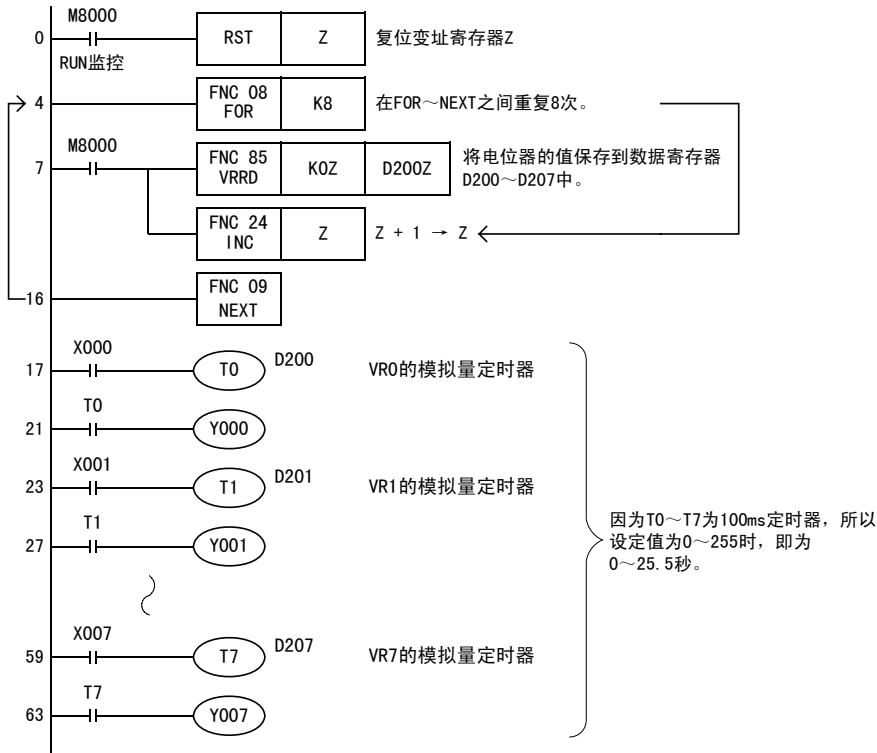 M8000
0 RST Z 复位变址寄存器Z
RUN监控
4 FNC 08 FOR K8 在FOR～NEXT之间重复8次。
M8000
7 FNC 85 VRRD K0Z D200Z 将电位器的值保存到数据寄存器
D200～D207中。
FNC 24 INC Z Z + 1 → Z
16 FNC 09 NEXT
X000
17 T0 D200 VR0的模拟量定时器
T0
21 Y000
X001
23 T1 D201 VR1的模拟量定时器
T1
27 Y001
因为T0～T7为100ms定时器，所以
设定值为0～255时，即为
0～25.5秒。
X007
59 T7 D207 VR7的模拟量定时器
T7
63 Y007